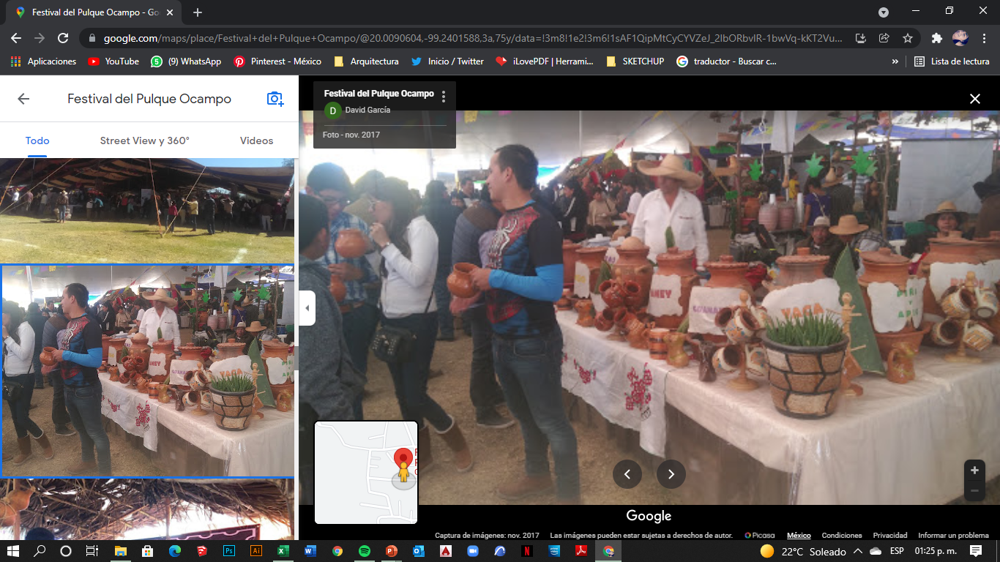 Festival del Pulque Ocampo - Go
google.com/maps/place/Festival+del+Pulque+Ocampo/@20.0090604,-99.2401588,3a,75y/data=!3m8!1e2!3m6!1sAF1QipMtCyCYVZeJ_2IbORbvlR-1bwVq-kKT2Vu...
Aplicaciones YouTube (9) WhatsApp Pinterest - México Arquitectura Inicio / Twitter iLovePDF | Herrami... SKETCHUP traductor - Buscar c... » Lista de lectura
Festival del Pulque Ocampo
Todo Street View y 360° Videos
Festival del Pulque Ocampo
D David García
Foto - nov. 2017
Google
Captura de imágenes: nov. 2017 Las imágenes pueden estar sujetas a derechos de autor. Picasa México Condiciones Privacidad Informar un problema
22°C Soleado ESP 01:25 p. m.